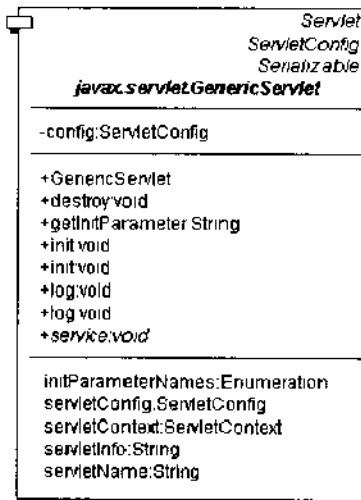 Servlet
ServletConfig
Serializable
javax.servlet.GenericServlet
-config:ServletConfig
+GenericServlet
+destroy:void
+getInitParameter:String
+init:void
+init:void
+log:void
+log:void
+service:void
initParameterNames:Enumeration
servletConfig:ServletConfig
servletContext:ServletContext
servletInfo:String
servletName:String